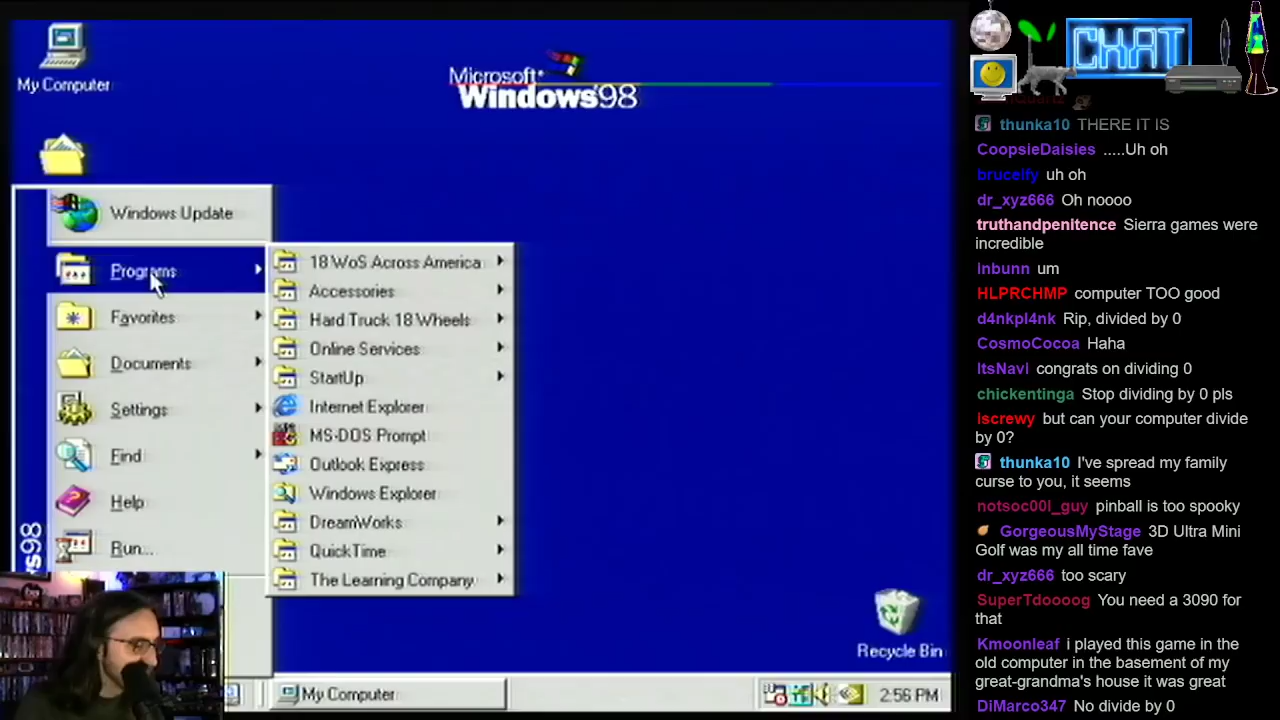 My Computer
Microsoft
Windows 98
Windows Update
Programs
Favorites
Documents
Settings
Find
Help
Run...
18 WoS Across America
Accessories
Hard Truck 18 Wheels
Online Services
StartUp
Internet Explorer
MS-DOS Prompt
Outlook Express
Windows Explorer
DreamWorks
QuickTime
The Learning Company
Recycle Bin
My Computer
2:56 PM
CHAT
thunka10 THERE IT IS
CoopsieDaisies .....Uh oh
brucelfy uh oh
dr_xyz666 Oh noooo
truthandpenitence Sierra games were
incredible
inbunn um
HLPRCHMP computer TOO good
d4nkpl4nk Rip, divided by 0
CosmoCocoa Haha
ItsNavI congrats on dividing 0
chickentinga Stop dividing by 0 pls
iscrewy but can your computer divide
by 0?
thunka10 I've spread my family
curse to you, it seems
notsoc00l_guy pinball is too spooky
GorgeousMyStage 3D Ultra Mini
Golf was my all time fave
dr_xyz666 too scary
SuperTdoooog You need a 3090 for
that
Kmoonleaf i played this game in the
old computer in the basement of my
great-grandma's house it was great
DiMarco347 No divide by 0